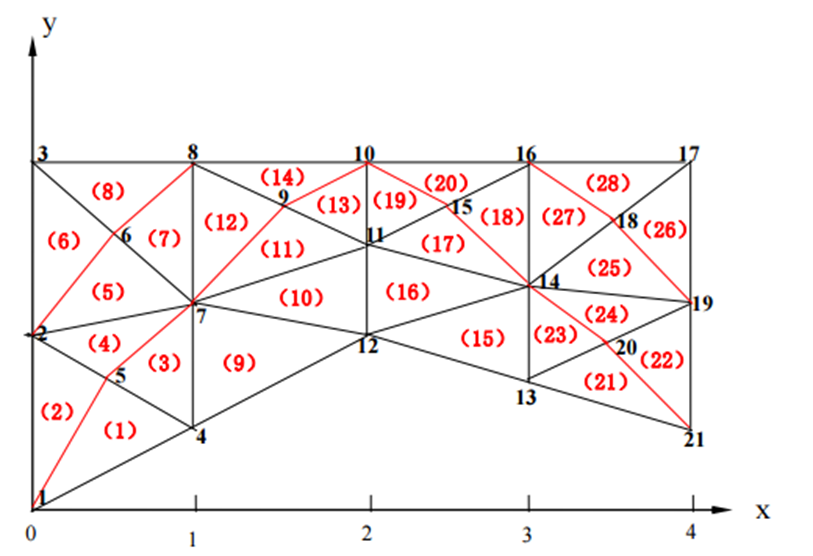 y
3 8 10 16 17
(8) (14) (20) (28)
9 (13) (19) 15
6 (12) (18) (27) 18 (26)
(6) (7) (11) 11 (17)
(5) (10) (16) 14 (25)
7 (24) 19
2 (4) 12 (15) (23) 20
5 (3) (9) (22)
(2) (1) 13 (21)
4 21
1
x
0 1 2 3 4